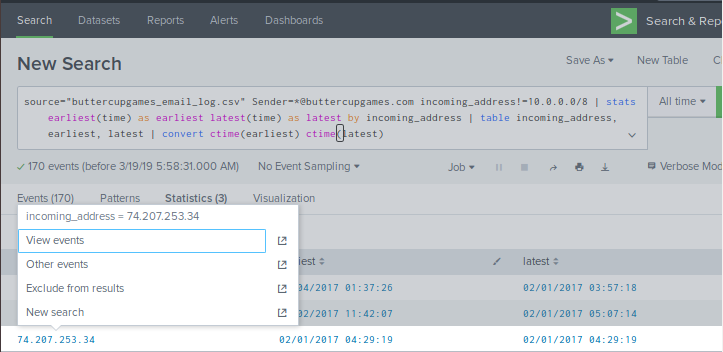 Search Datasets Reports Alerts Dashboards > Search & Repo
New Search Save As New Table
source="buttercupgames_email_log.csv" Sender=*@buttercupgames.com incoming_address!=10.0.0.0/8 | stats All time
earliest(time) as earliest latest(time) as latest by incoming_address | table incoming_address,
earliest, latest | convert ctime(earliest) ctime(latest)
170 events (before 3/19/19 5:58:31.000 AM) No Event Sampling Job Verbose Mod
Events (170) Patterns Statistics (3) Visualization
incoming_address = 74.207.253.34
View events
Other events
Exclude from results
New search
iest latest
04/2017 01:37:26 02/01/2017 03:57:18
02/2017 11:42:07 02/01/2017 05:07:14
74.207.253.34 02/01/2017 04:29:19 02/01/2017 04:29:19